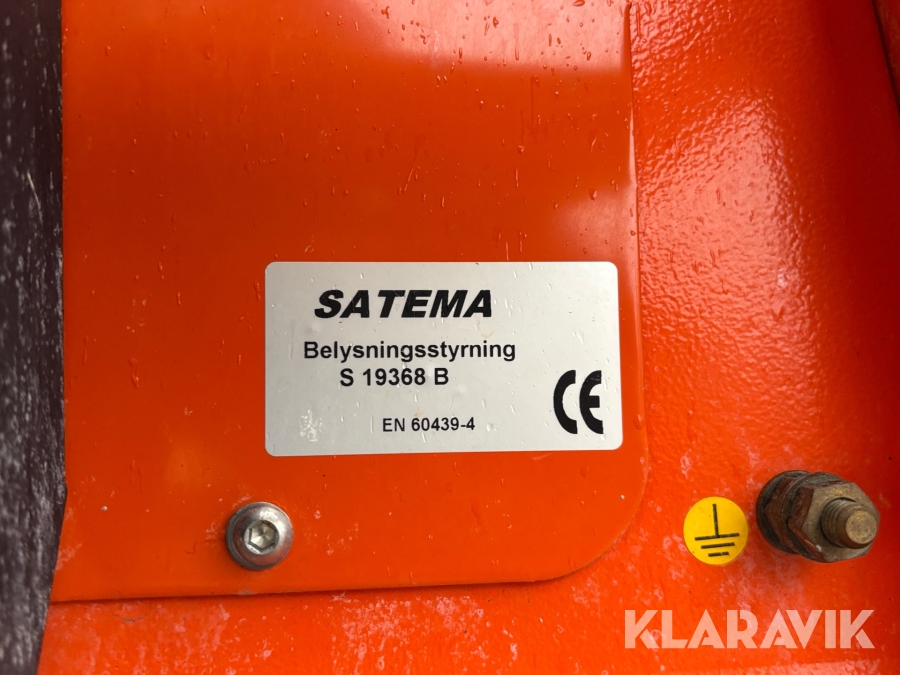 SATEMA
Belysningsstyrning
S 19368 B
CE
EN 60439-4
KLARAVIK